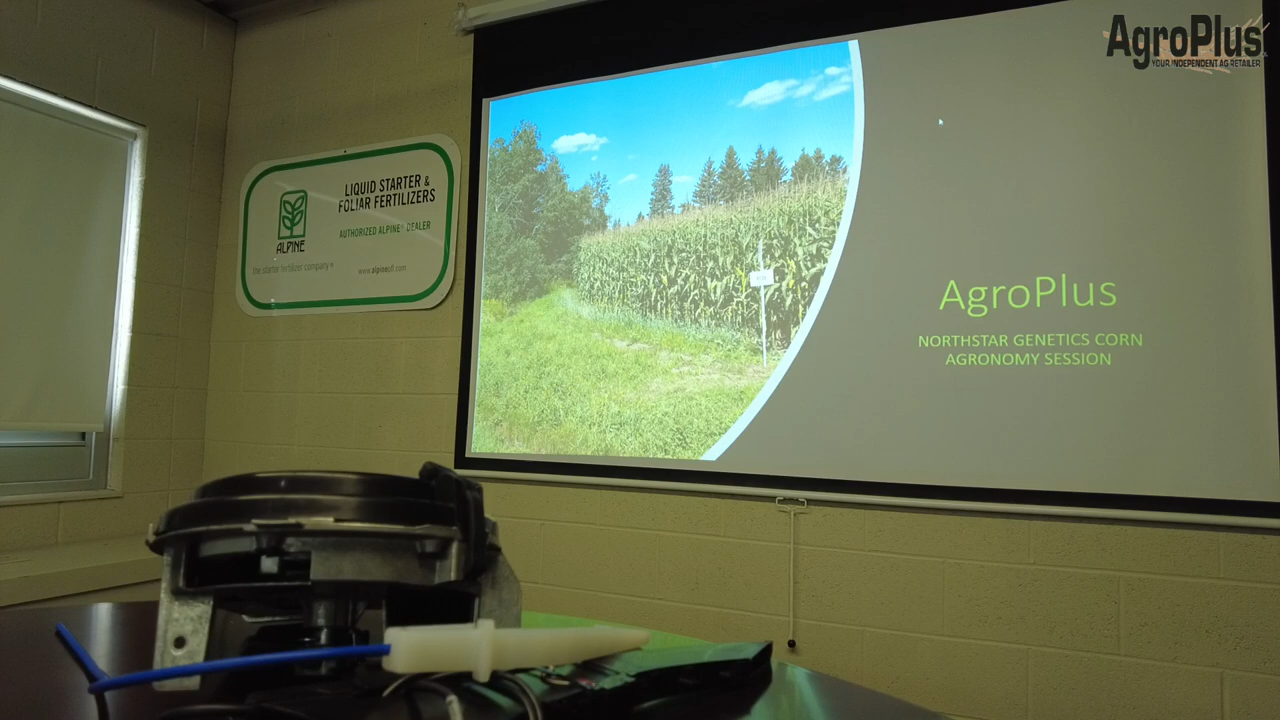 AgroPlus
YOUR INDEPENDENT AG RETAILER
LIQUID STARTER &
FOLIAR FERTILIZERS
AUTHORIZED ALPINE® DEALER
ALPINE
the starter fertilizer company®
www.alpinepfl.com
AgroPlus
NORTHSTAR GENETICS CORN
AGRONOMY SESSION